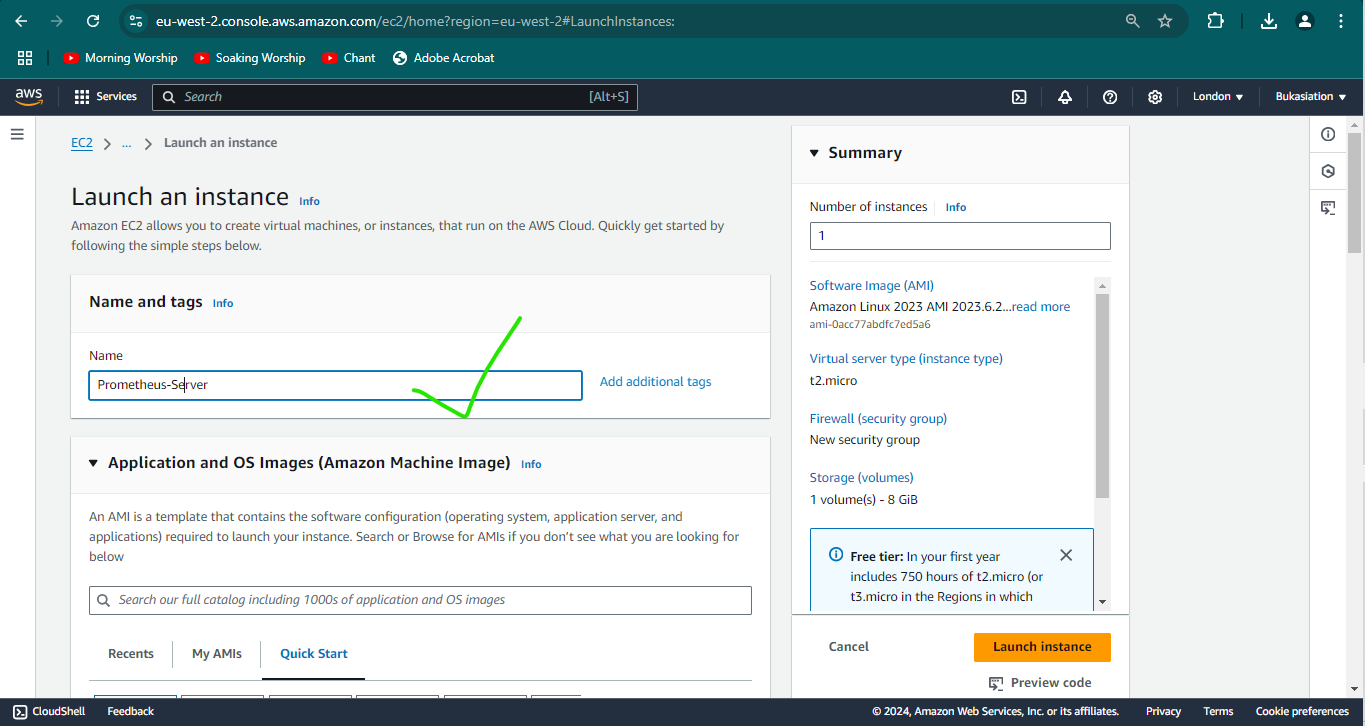 eu-west-2.console.aws.amazon.com/ec2/home?region=eu-west-2#LaunchInstances:
Morning Worship
Soaking Worship
Chant
Adobe Acrobat
aws
Services
Search
[Alt+S]
London
Bukasiation
EC2
...
Launch an instance
Launch an instance
Info
Amazon EC2 allows you to create virtual machines, or instances, that run on the AWS Cloud. Quickly get started by
following the simple steps below.
Name and tags
Info
Name
Prometheus-Server
Add additional tags
Application and OS Images (Amazon Machine Image)
Info
An AMI is a template that contains the software configuration (operating system, application server, and
applications) required to launch your instance. Search or Browse for AMIs if you don’t see what you are looking for
below
Search our full catalog including 1000s of application and OS images
Recents
My AMIs
Quick Start
Summary
Number of instances
Info
1
Software Image (AMI)
Amazon Linux 2023 AMI 2023.6.2...read more
ami-0acc77abdfc7ed5a6
Virtual server type (instance type)
t2.micro
Firewall (security group)
New security group
Storage (volumes)
1 volume(s) - 8 GiB
Free tier: In your first year
includes 750 hours of t2.micro (or
t3.micro in the Regions in which
Cancel
Launch instance
Preview code
CloudShell
Feedback
© 2024, Amazon Web Services, Inc. or its affiliates.
Privacy
Terms
Cookie preferences